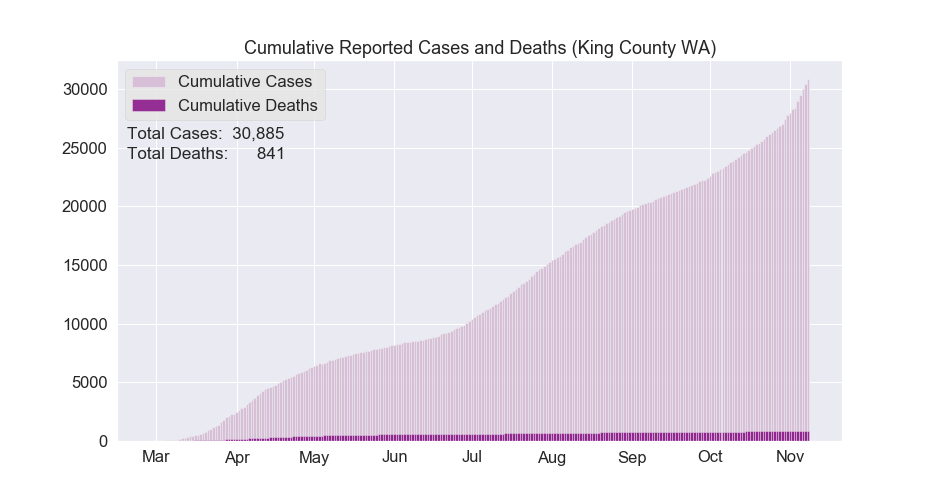 Cumulative Reported Cases and Deaths (King County WA)
Cumulative Cases
Cumulative Deaths
Total Cases: 30,885
Total Deaths: 841
30000
25000
20000
15000
10000
5000
0
Mar Apr May Jun Jul Aug Sep Oct Nov